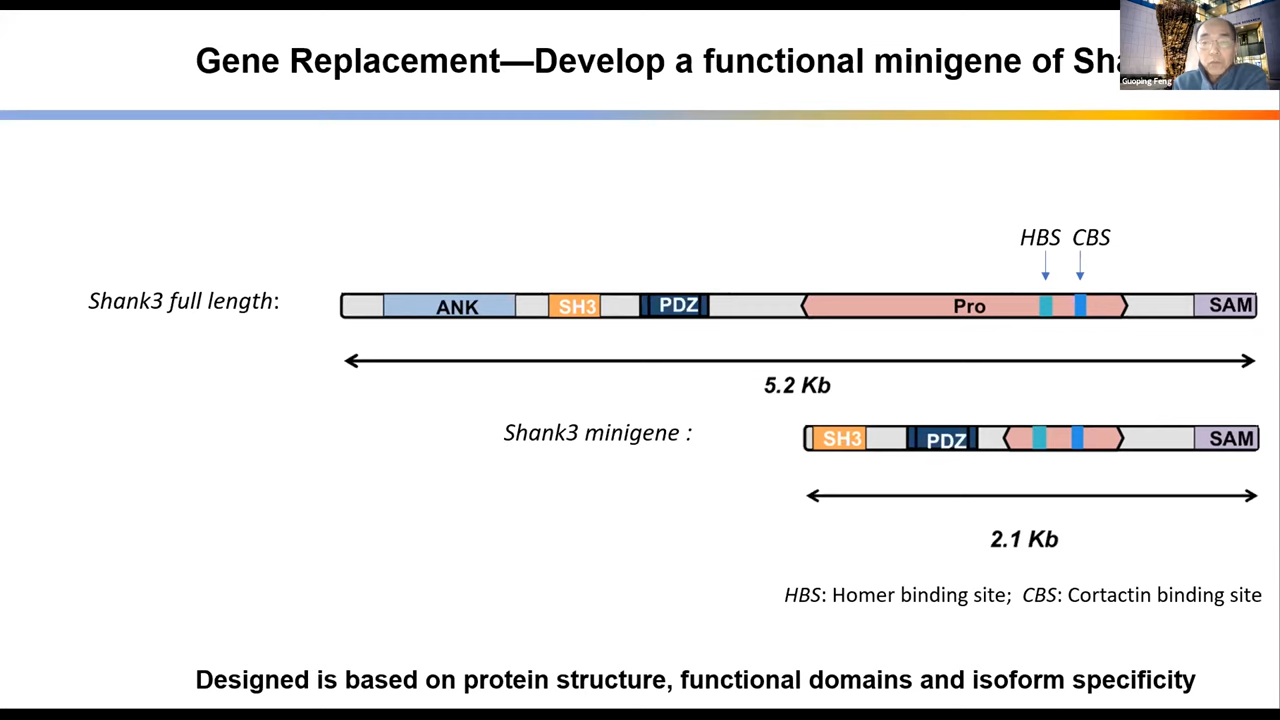 Gene Replacement—Develop a functional minigene of
Guoping Feng
HBS CBS
Shank3 full length:
ANK SH3 PDZ Pro SAM
5.2 Kb
Shank3 minigene :
SH3 PDZ SAM
2.1 Kb
HBS: Homer binding site; CBS: Cortactin binding site
Designed is based on protein structure, functional domains and isoform specificity